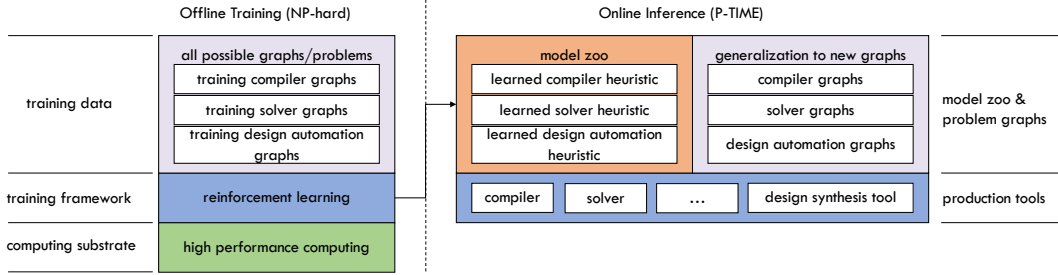 Offline Training (NP-hard)
Online Inference (P-TIME)
training data
all possible graphs/problems
training compiler graphs
training solver graphs
training design automation
graphs
training framework
reinforcement learning
computing substrate
high performance computing
model zoo
learned compiler heuristic
learned solver heuristic
learned design automation
heuristic
generalization to new graphs
compiler graphs
solver graphs
design automation graphs
model zoo &
problem graphs
compiler
solver
...
design synthesis tool
production tools